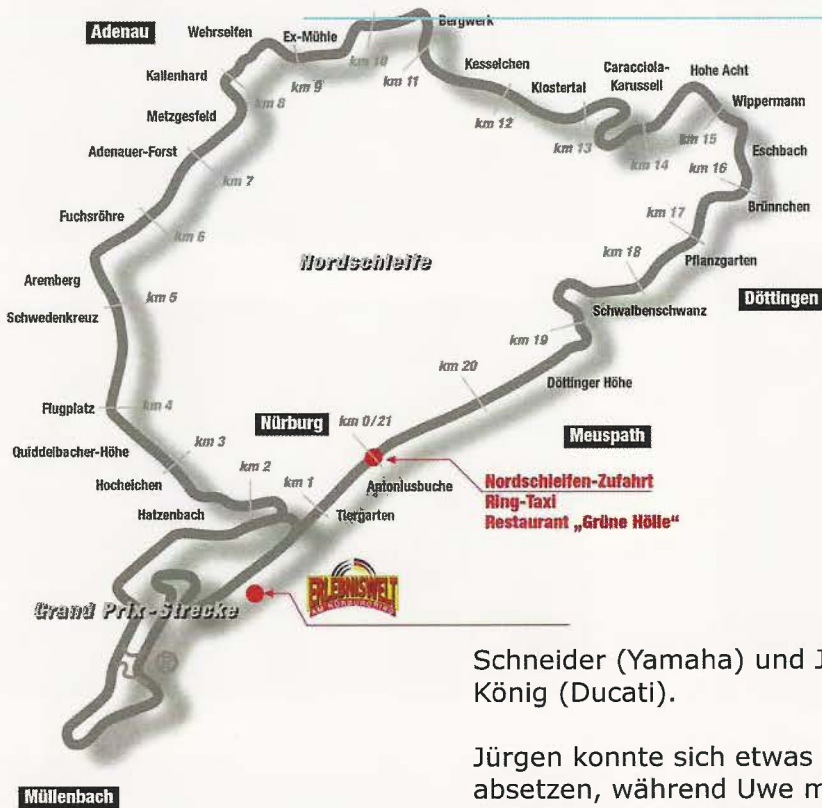 Adenau
Wehrseifen
Ex-Mühle
Bergwerk
Kallenhard
km 10
km 9
km 11
Kesselchen
Caracciola-
Karussell
Hohe Acht
km 8
Klostertal
Wippermann
Metzgesfeld
km 12
km 13
km 14
km 15
Adenauer-Forst
km 7
Eschbach
km 16
Fuchsröhre
km 6
Brünnchen
km 17
Nordschleife
km 18
Pflanzgarten
Aremberg
km 5
Schwedenkreuz
Döttingen
Schwalbenschwanz
km 19
km 20
Döttinger Höhe
Flugplatz
km 4
Nürburg
km 0/21
Meuspath
Quiddelbacher-Höhe
km 3
Hocheichen
km 2
km 1
Antoniusbuche
Nordschleifen-Zufahrt
Ring-Taxi
Restaurant „Grüne Hölle“
Hatzenbach
Tiergarten
ERLEBNISWELT
AM NÜRBURGRING
Grand Prix-Strecke
P
Müllenbach
Schneider (Yamaha) und J
König (Ducati).
Jürgen konnte sich etwas
absetzen, während Uwe m